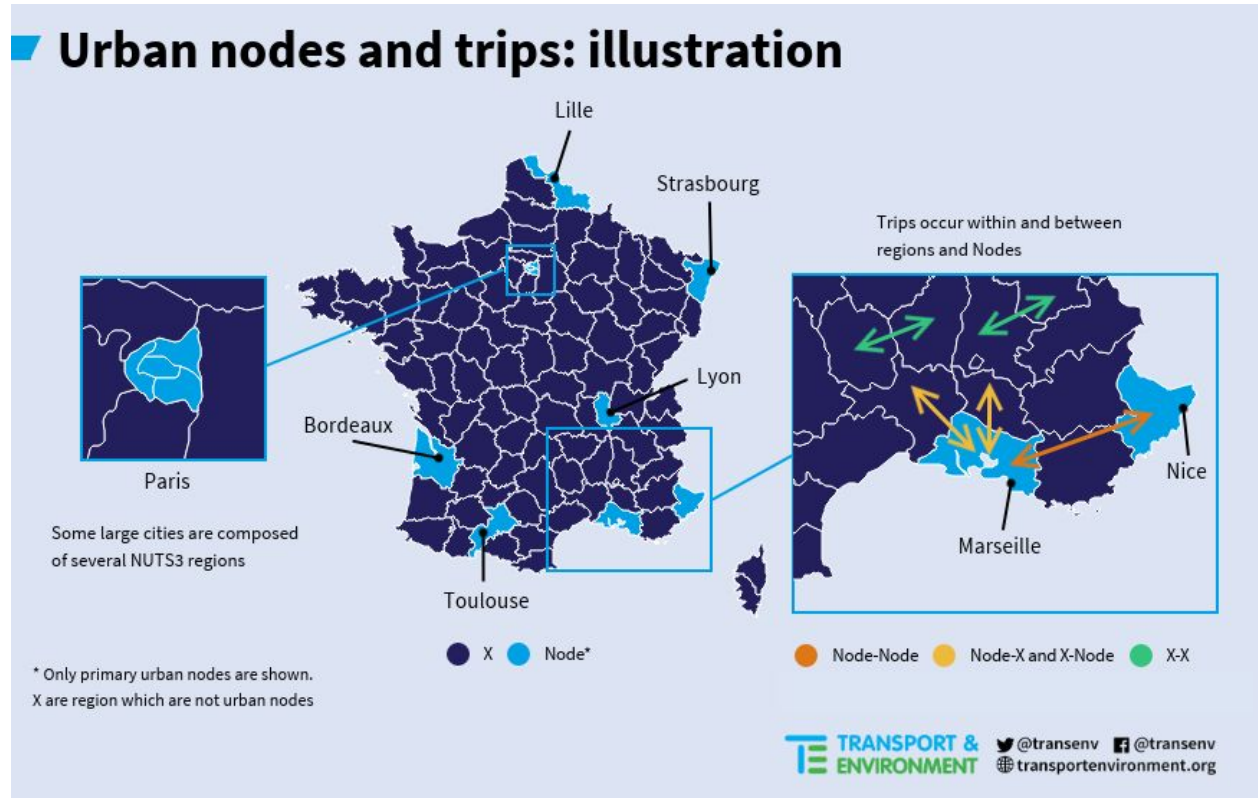 Urban nodes and trips: illustration
Lille
Strasbourg
Trips occur within and between
regions and Nodes
Lyon
Bordeaux
Paris
Nice
Some large cities are composed
of several NUTS3 regions
Marseille
Toulouse
X
Node*
Node-Node
Node-X and X-Node
X-X
* Only primary urban nodes are shown.
X are region which are not urban nodes
TRANSPORT &
ENVIRONMENT
@transenv
@transenv
transportenvironment.org